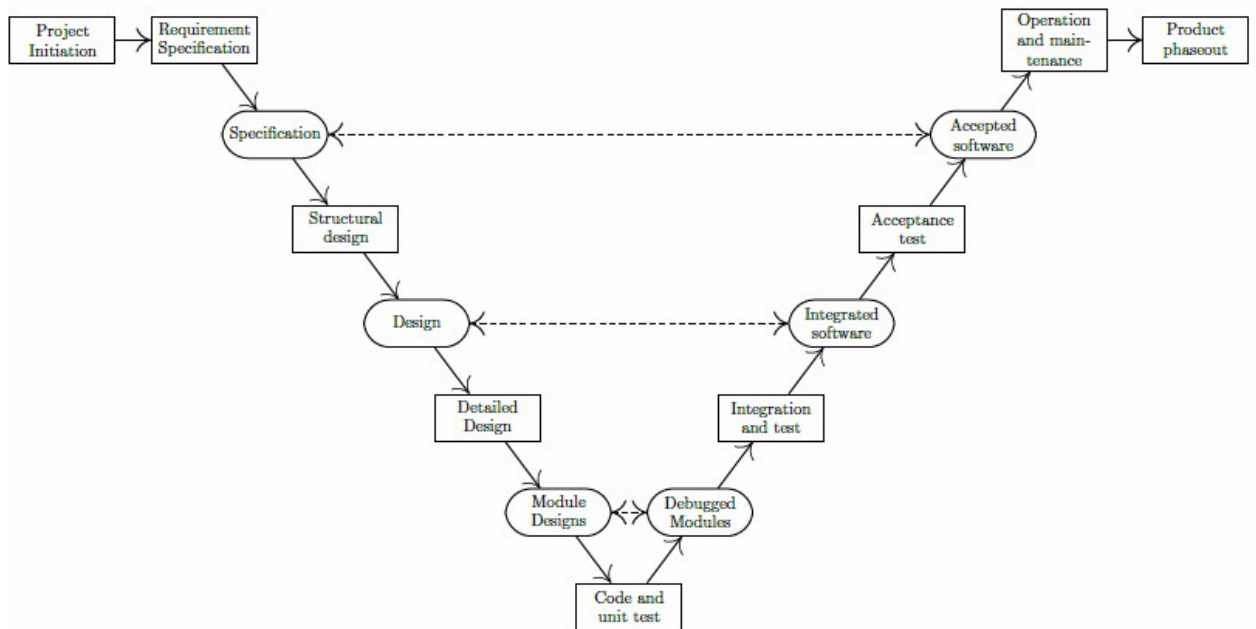 Project
Initiation
Requirement
Specification
Operation
and main-
tenance
Product
phaseout
Specification
Accepted
software
Structural
design
Acceptance
test
Design
Integrated
software
Detailed
Design
Integration
and test
Module
Designs
Debugged
Modules
Code and
unit test